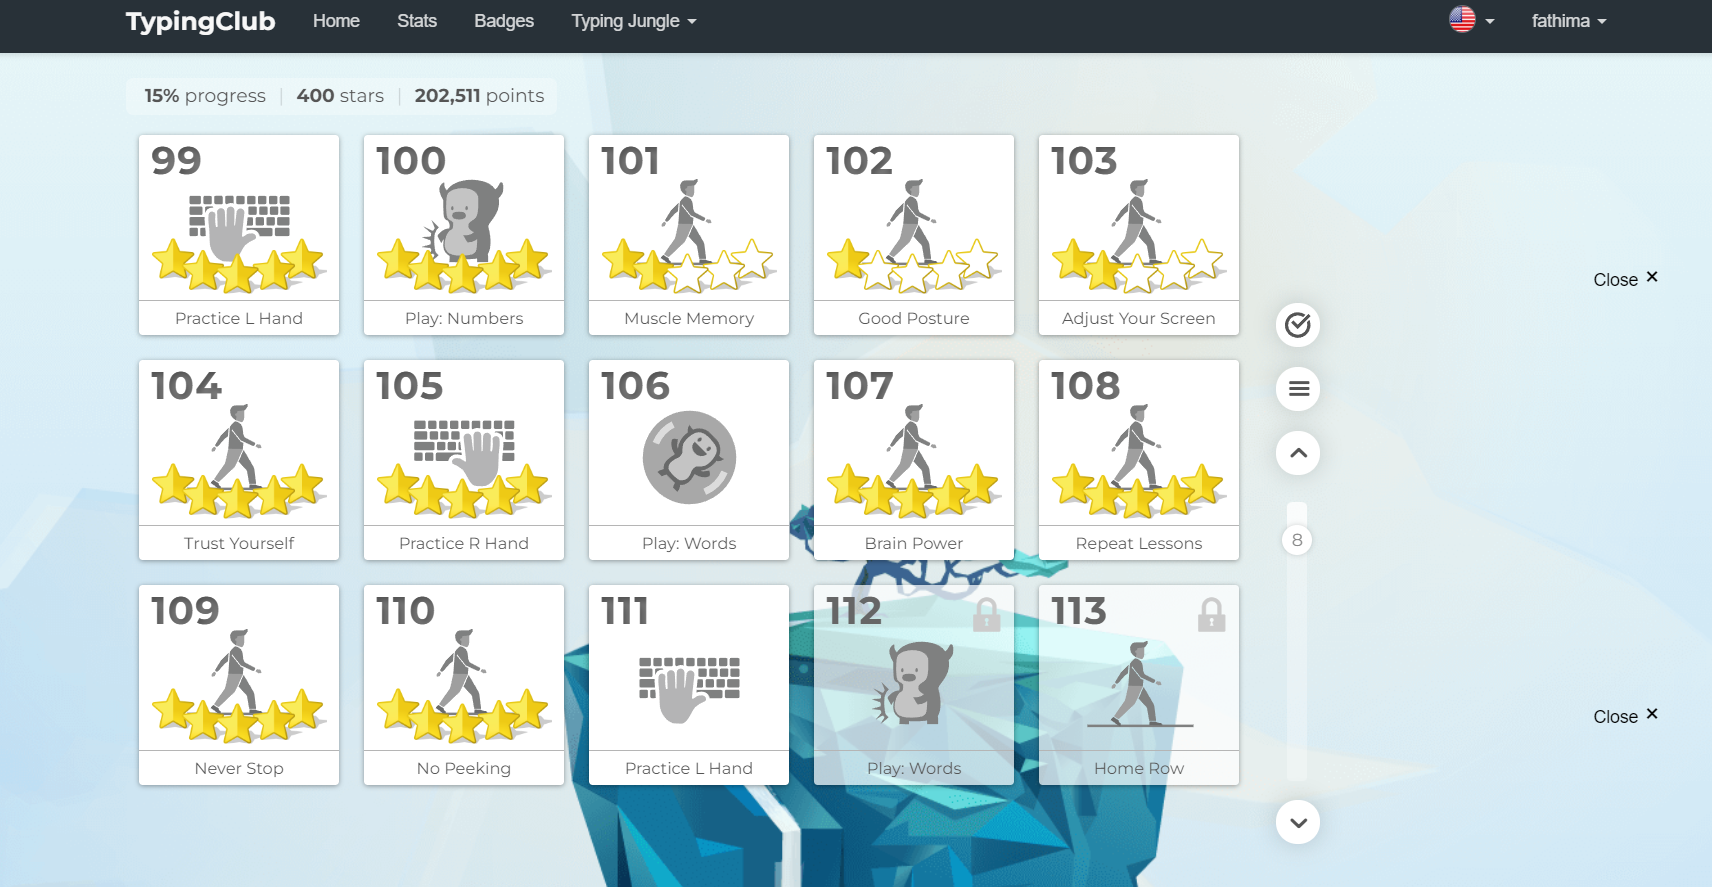 TypingClub Home Stats Badges Typing Jungle fathima
15% progress | 400 stars | 202,511 points
99 100 101 102 103
Practice L Hand Play: Numbers Muscle Memory Good Posture Adjust Your Screen
Close ×
104 105 106 107 108
Trust Yourself Practice R Hand Play: Words Brain Power Repeat Lessons
8
109 110 111 112 113
Never Stop No Peeking Practice L Hand Play: Words Home Row
Close ×